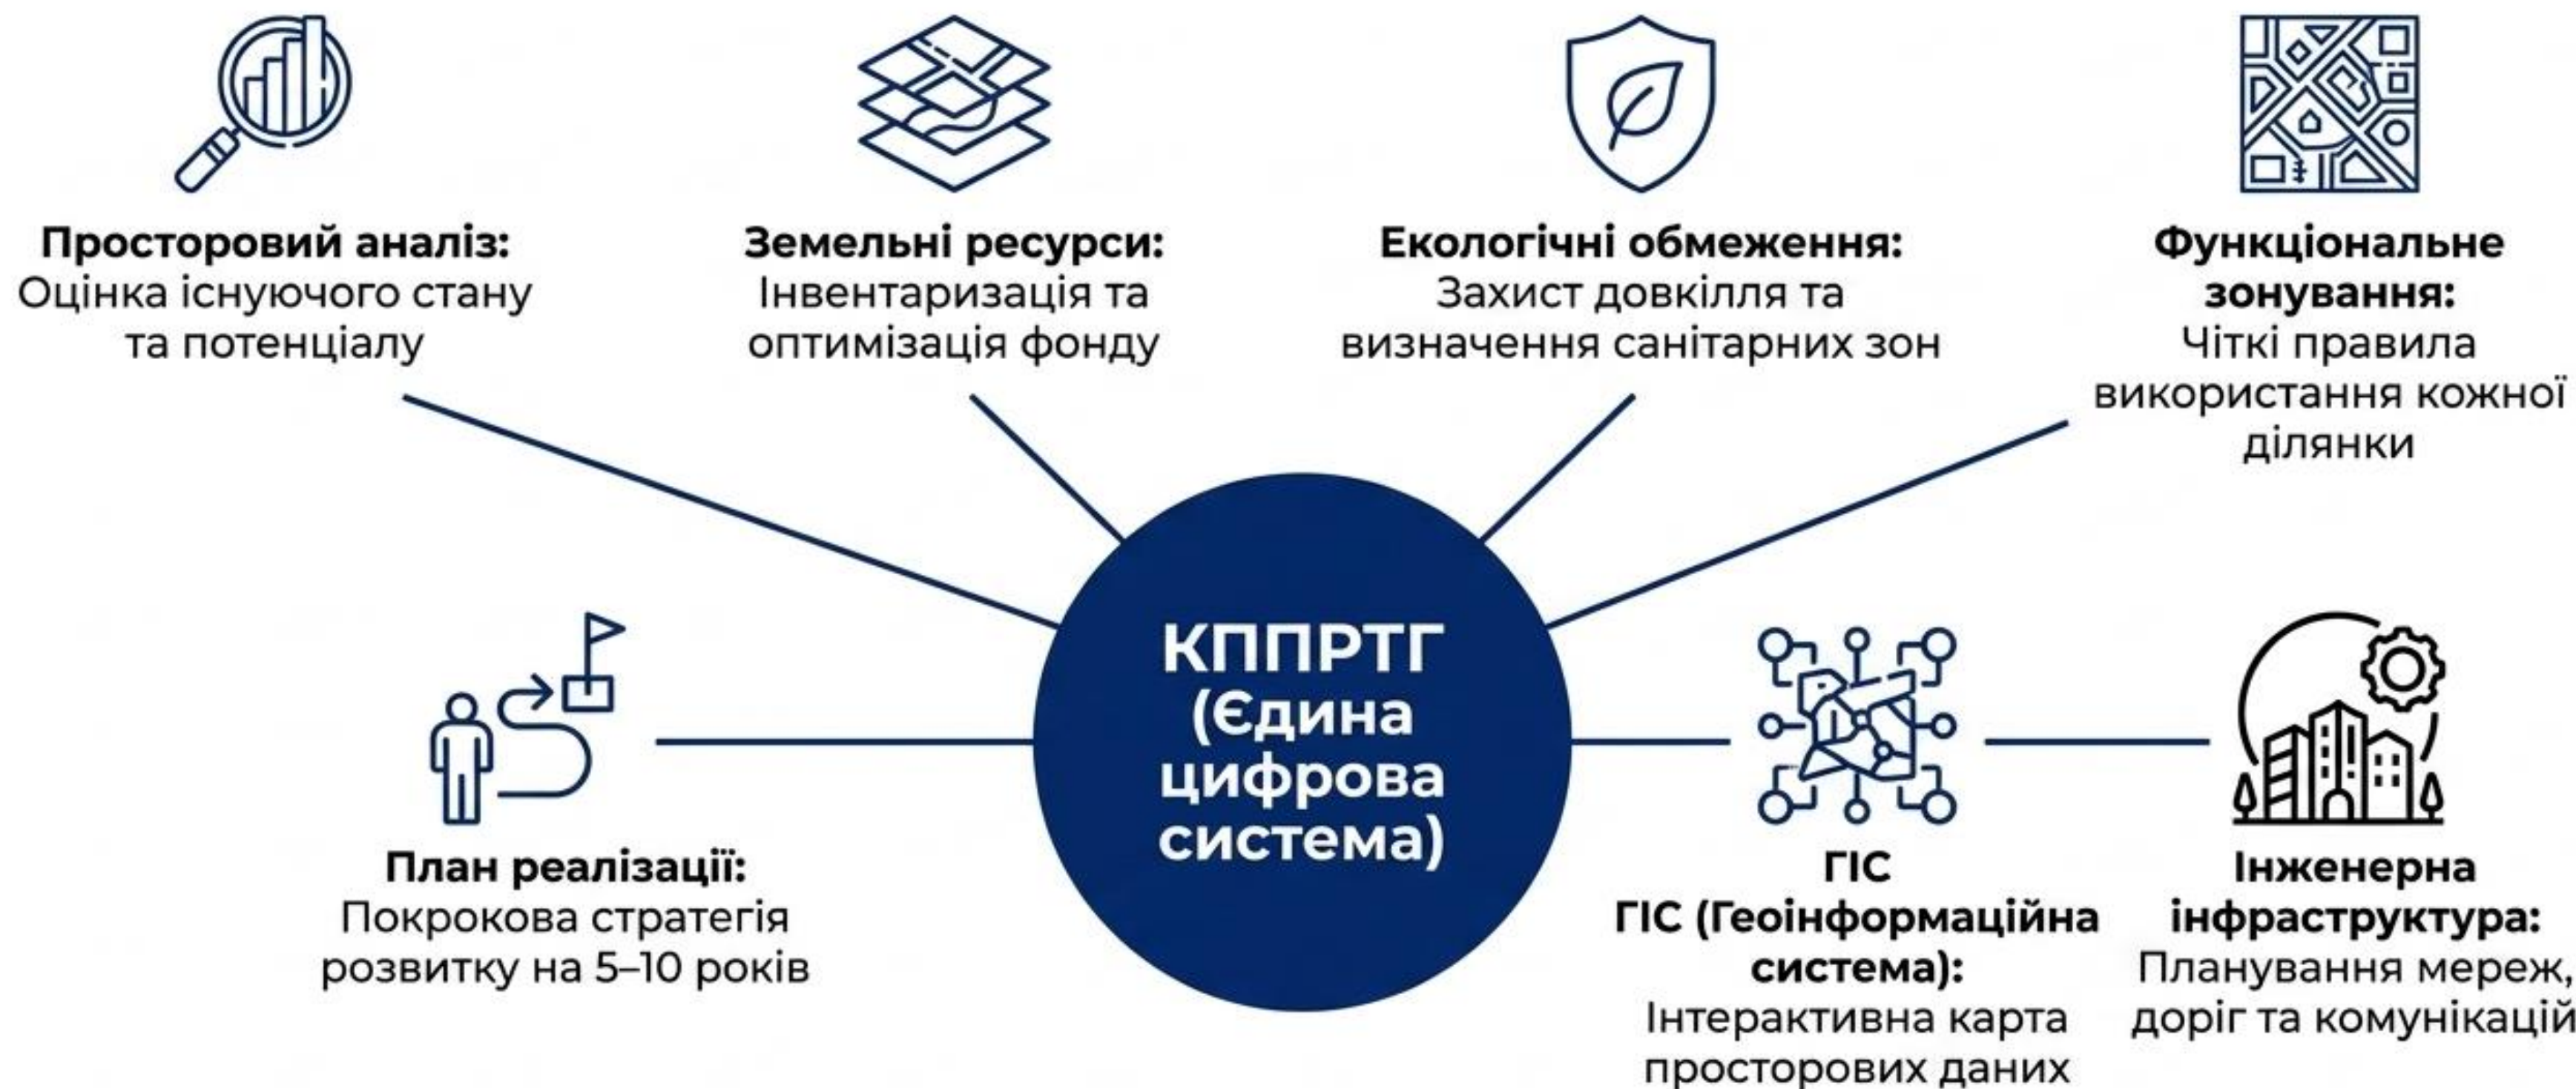 Просторовий аналіз:
Оцінка існуючого стану
та потенціалу
Земельні ресурси:
Інвентаризація та
оптимізація фонду
Екологічні обмеження:
Захист довкілля та
визначення санітарних зон
Функціональне
зонування:
Чіткі правила
використання кожної
ділянки
КППРТГ
(Єдина
цифрова
система)
План реалізації:
Покрокова стратегія
розвитку на 5–10 років
ГІС
ГІС (Геоінформаційна
система):
Інтерактивна карта
просторових даних
Інженерна
інфраструктура:
Планування мереж,
доріг та комунікацій